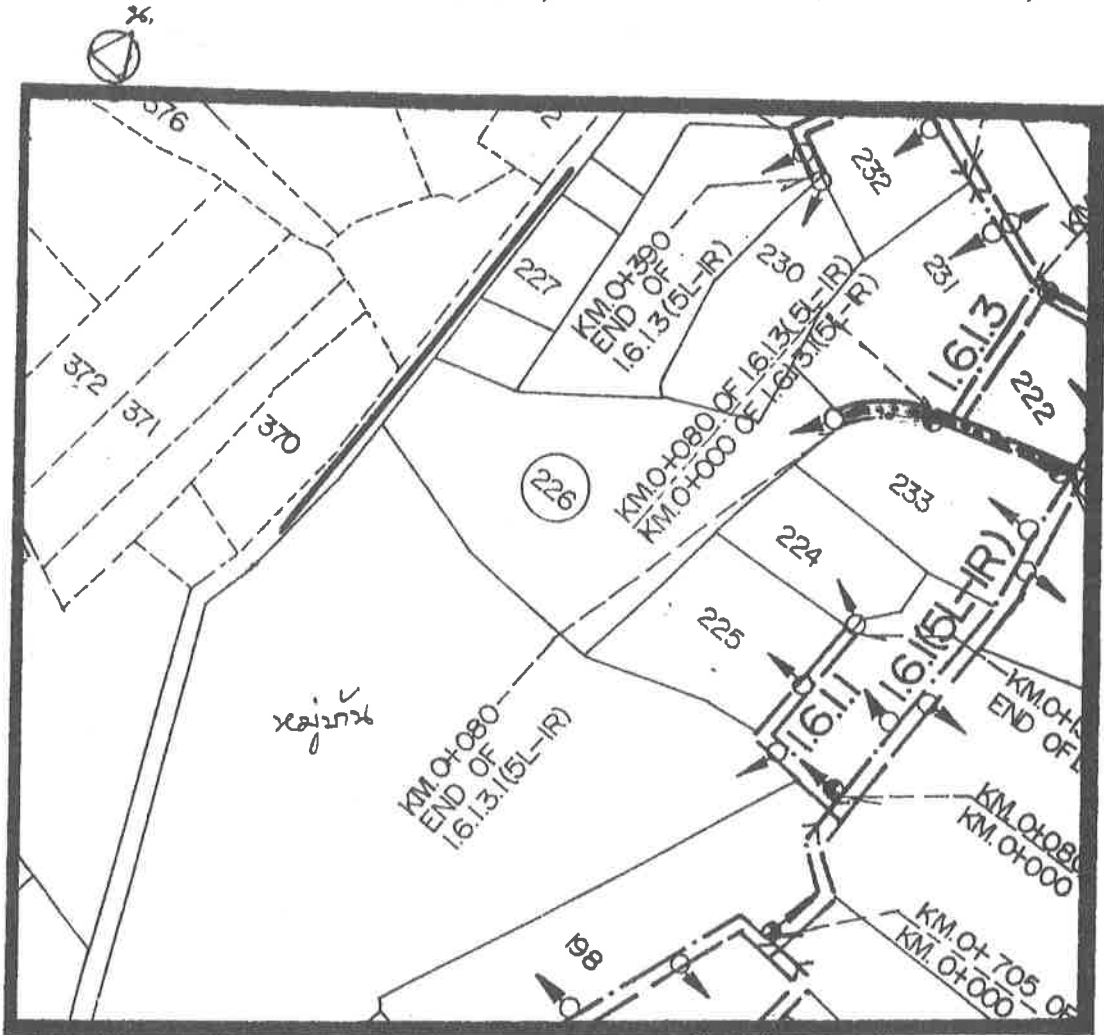 น.
376
232
227
KM.0+390
END OF
1.6.1.3(5L-1R)
230
231
KM.0+080 OF 1.6.1.3(5L-1R)
KM.0+000 OF 1.6.1.3.1(5L-1R)
1.6.1.3
222
372
371
370
226
233
224
225
1.6.1.1
1.6.1(5L-1R)
หมู่บ้าน
KM.0+080
END OF
1.6.1.3.1(5L-1R)
END OF
KM.0+080
KM.0+000
198
KM.0+705 OF
KM.0+000